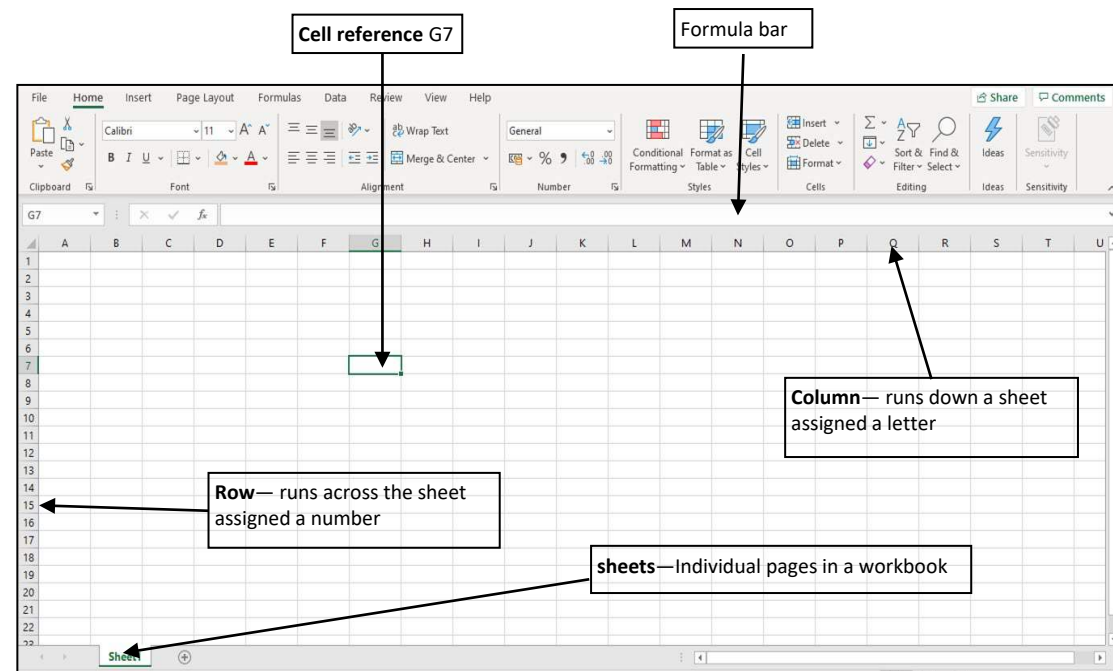 Cell reference G7
Formula bar
File Home Insert Page Layout Formulas Data Review View Help Share Comments
Calibri 11 A A ab Wrap Text General Insert Σ
Paste B I U A Merge & Center % Conditional Formatting Format as Table Cell Styles Delete Format Sort & Filter Find & Select Ideas Sensitivity
Clipboard Font Alignment Number Styles Cells Editing Ideas Sensitivity
G7 fx
A B C D E F G H I J K L M N O P Q R S T U
1
2
3
4
5
6
7
8
9
10
11
12
13
14
15
16
17
18
19
20
21
22
23
Column— runs down a sheet
assigned a letter
Row— runs across the sheet
assigned a number
sheets—Individual pages in a workbook